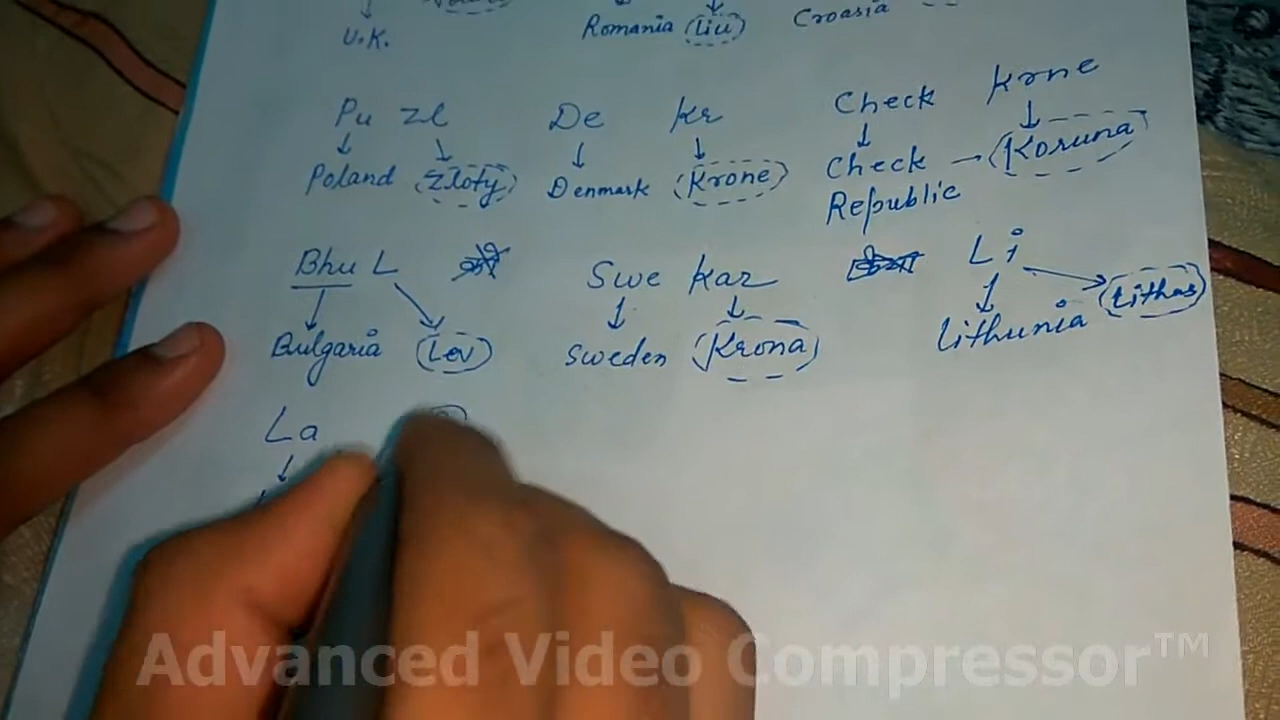 U.K.
Romania (Liu)
Croasia
Pu zl
Poland (Zloty)
De Kr
Denmark (Krone)
Check Krne
Check → (Koruna)
Republic
Bhu L
Bulgaria (Lev)
Swe Kar
Sweden (Krona)
Li
Lithunia (Lithas)
La
Advanced Video Compressor™